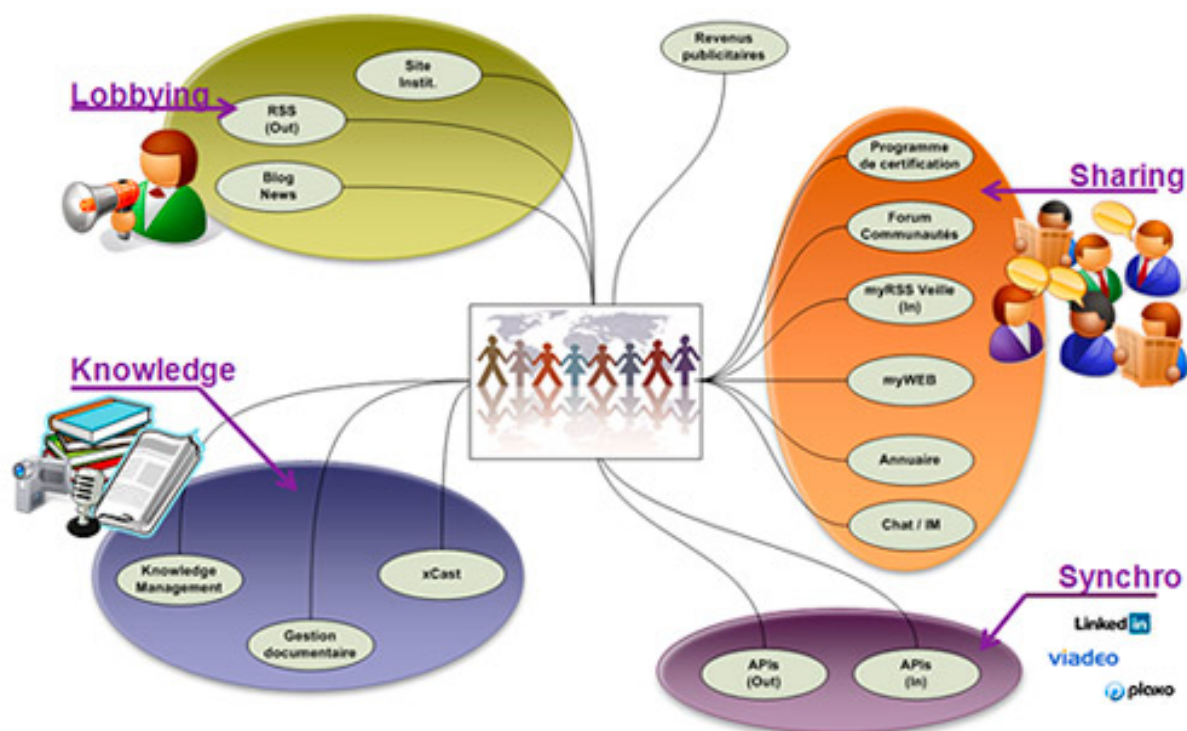 Lobbying
Site
Instit.
RSS
(Out)
Blog
News
Revenus
publicitaires
Sharing
Programme
de certification
Forum
Communautés
myRSS Veille
(In)
myWEB
Annuaire
Chat / IM
Knowledge
Knowledge
Management
Gestion
documentaire
xCast
Synchro
APIs
(Out)
APIs
(In)
Linked in
viadeo
plaxo